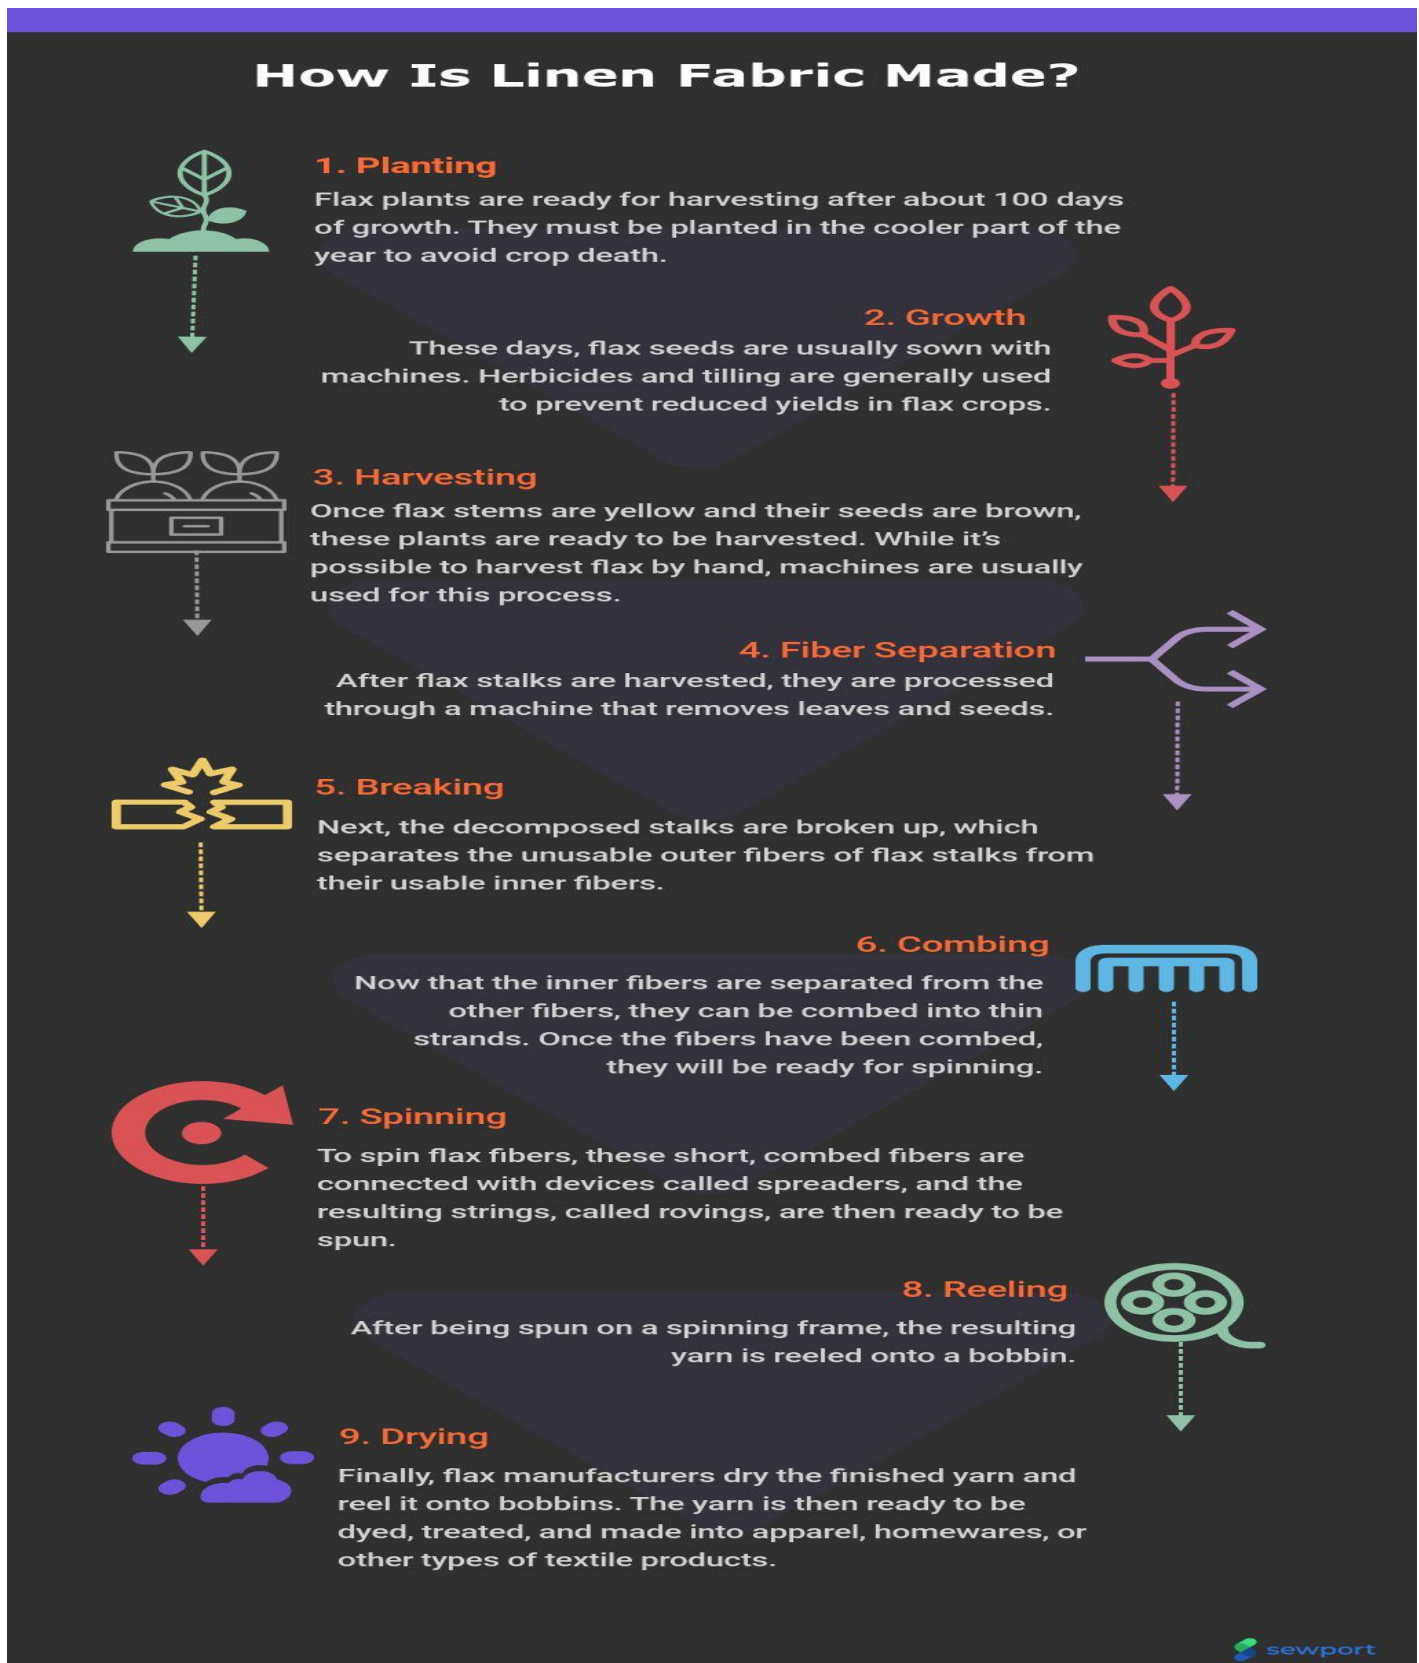 How Is Linen Fabric Made?
1. Planting
Flax plants are ready for harvesting after about 100 days
of growth. They must be planted in the cooler part of the
year to avoid crop death.
2. Growth
These days, flax seeds are usually sown with
machines. Herbicides and tilling are generally used
to prevent reduced yields in flax crops.
3. Harvesting
Once flax stems are yellow and their seeds are brown,
these plants are ready to be harvested. While it’s
possible to harvest flax by hand, machines are usually
used for this process.
4. Fiber Separation
After flax stalks are harvested, they are processed
through a machine that removes leaves and seeds.
5. Breaking
Next, the decomposed stalks are broken up, which
separates the unusable outer fibers of flax stalks from
their usable inner fibers.
6. Combing
Now that the inner fibers are separated from the
other fibers, they can be combed into thin
strands. Once the fibers have been combed,
they will be ready for spinning.
7. Spinning
To spin flax fibers, these short, combed fibers are
connected with devices called spreaders, and the
resulting strings, called rovings, are then ready to be
spun.
8. Reeling
After being spun on a spinning frame, the resulting
yarn is reeled onto a bobbin.
9. Drying
Finally, flax manufacturers dry the finished yarn and
reel it onto bobbins. The yarn is then ready to be
dyed, treated, and made into apparel, homewares, or
other types of textile products.
sewport